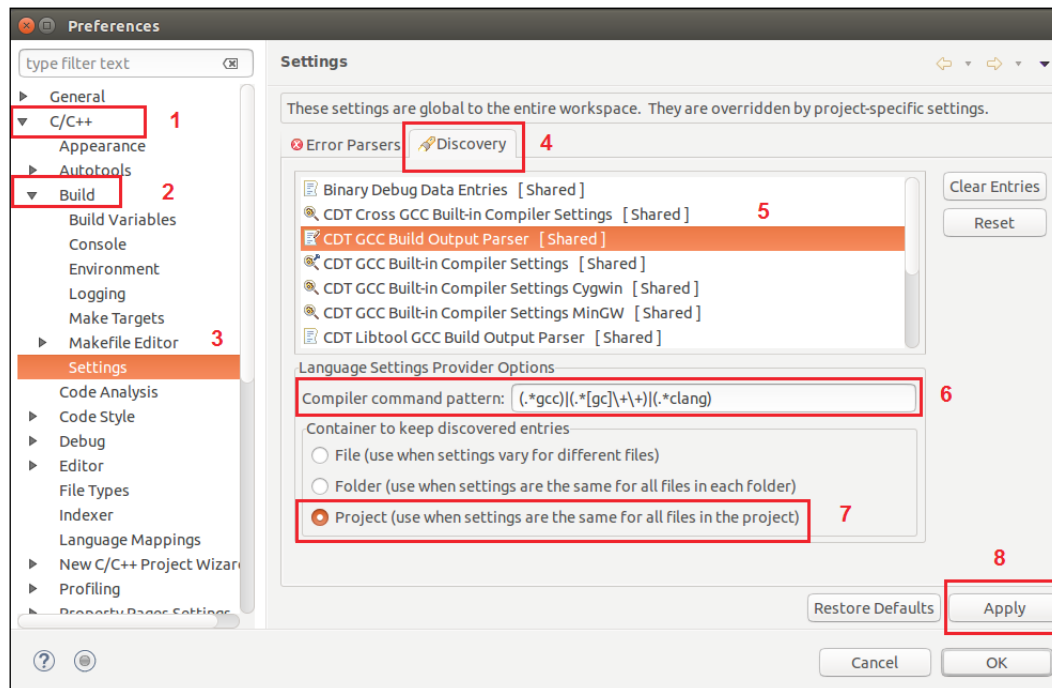 Preferences
type filter text
General
C/C++ 1
Appearance
Autotools
Build 2
Build Variables
Console
Environment
Logging
Make Targets
Makefile Editor 3
Settings
Code Analysis
Code Style
Debug
Editor
File Types
Indexer
Language Mappings
New C/C++ Project Wizar
Profiling
Property Pages Settings
Settings
These settings are global to the entire workspace. They are overridden by project-specific settings.
Error Parsers Discovery 4
Binary Debug Data Entries [ Shared ]
CDT Cross GCC Built-in Compiler Settings [ Shared ] 5
CDT GCC Build Output Parser [ Shared ]
CDT GCC Built-in Compiler Settings [ Shared ]
CDT GCC Built-in Compiler Settings Cygwin [ Shared ]
CDT GCC Built-in Compiler Settings MinGW [ Shared ]
CDT Libtool GCC Build Output Parser [ Shared ]
Clear Entries
Reset
Language Settings Provider Options
Compiler command pattern: (.*gcc)|(.*[gc]\+\+)|(.*clang) 6
Container to keep discovered entries
File (use when settings vary for different files)
Folder (use when settings are the same for all files in each folder)
Project (use when settings are the same for all files in the project) 7
8
Restore Defaults Apply
? Cancel OK